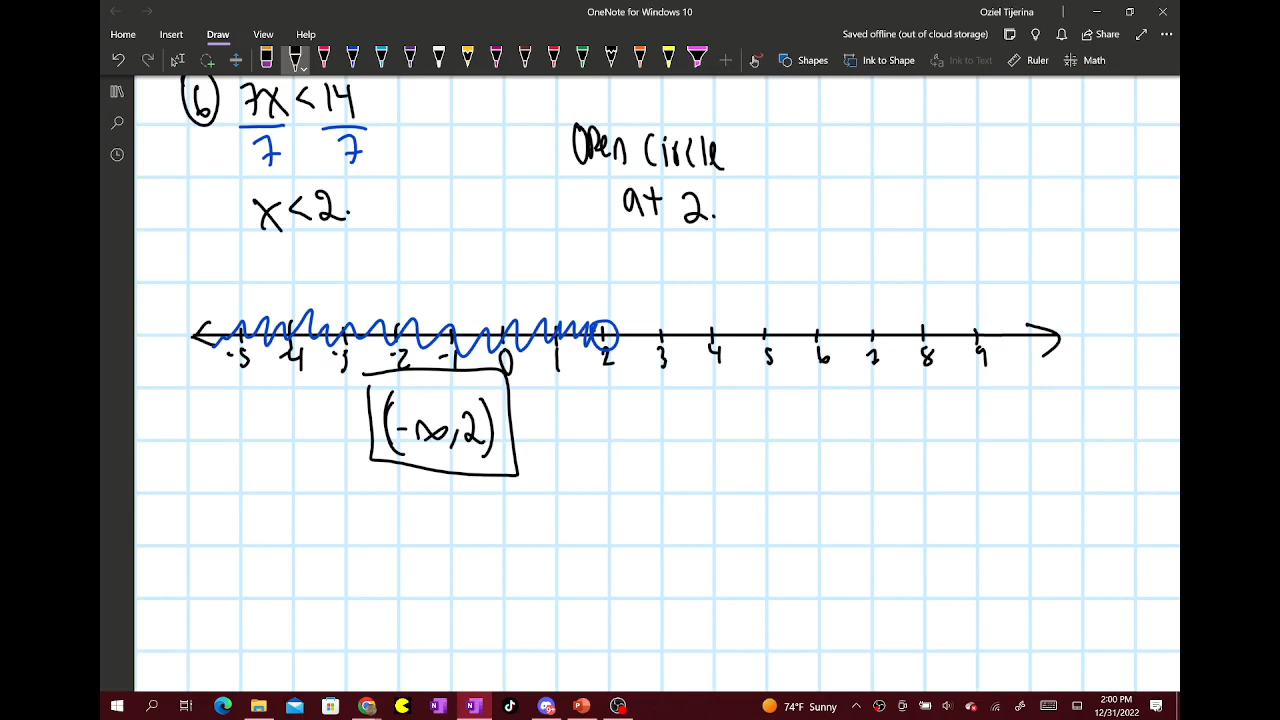 OneNote for Windows 10
Oziel Tijerina
Home Insert Draw View Help
Saved offline (out of cloud storage)
Share
Shapes
Ink to Shape
Ink to Text
Ruler
Math
6 7x < 14
7 7
x < 2.
Open circle
at 2.
-5 -4 -3 -2 -1 0 1 2 3 4 5 6 7 8 9
(-∞, 2)
74°F Sunny
2:00 PM
12/31/2022